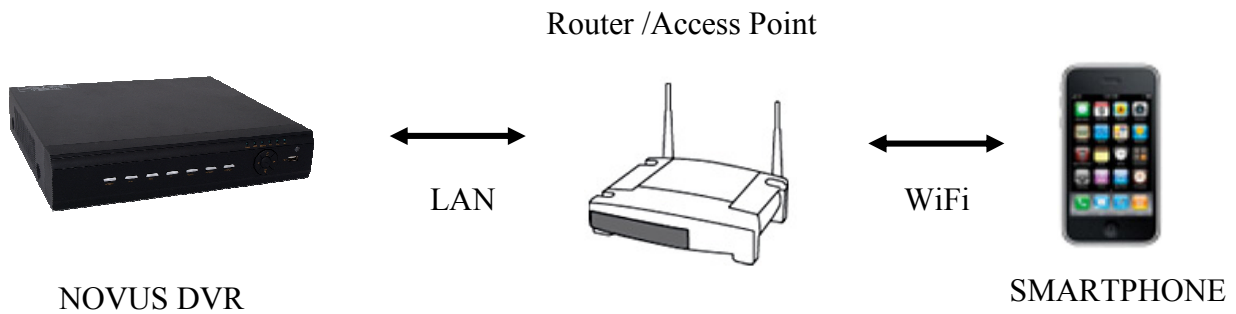 Router /Access Point
LAN
WiFi
NOVUS DVR
SMARTPHONE